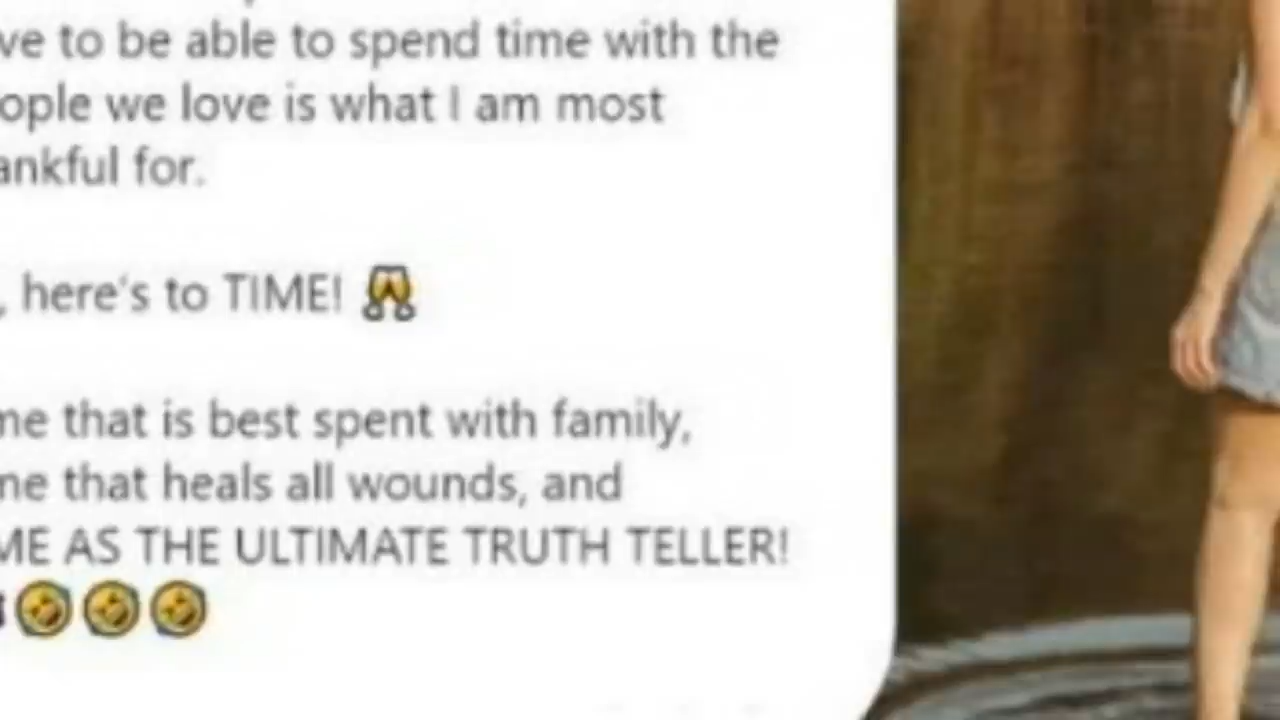 ve to be able to spend time with the
ople we love is what I am most
ankful for.
, here's to TIME! 🥂
me that is best spent with family,
me that heals all wounds, and
ME AS THE ULTIMATE TRUTH TELLER!
🤣🤣🤣